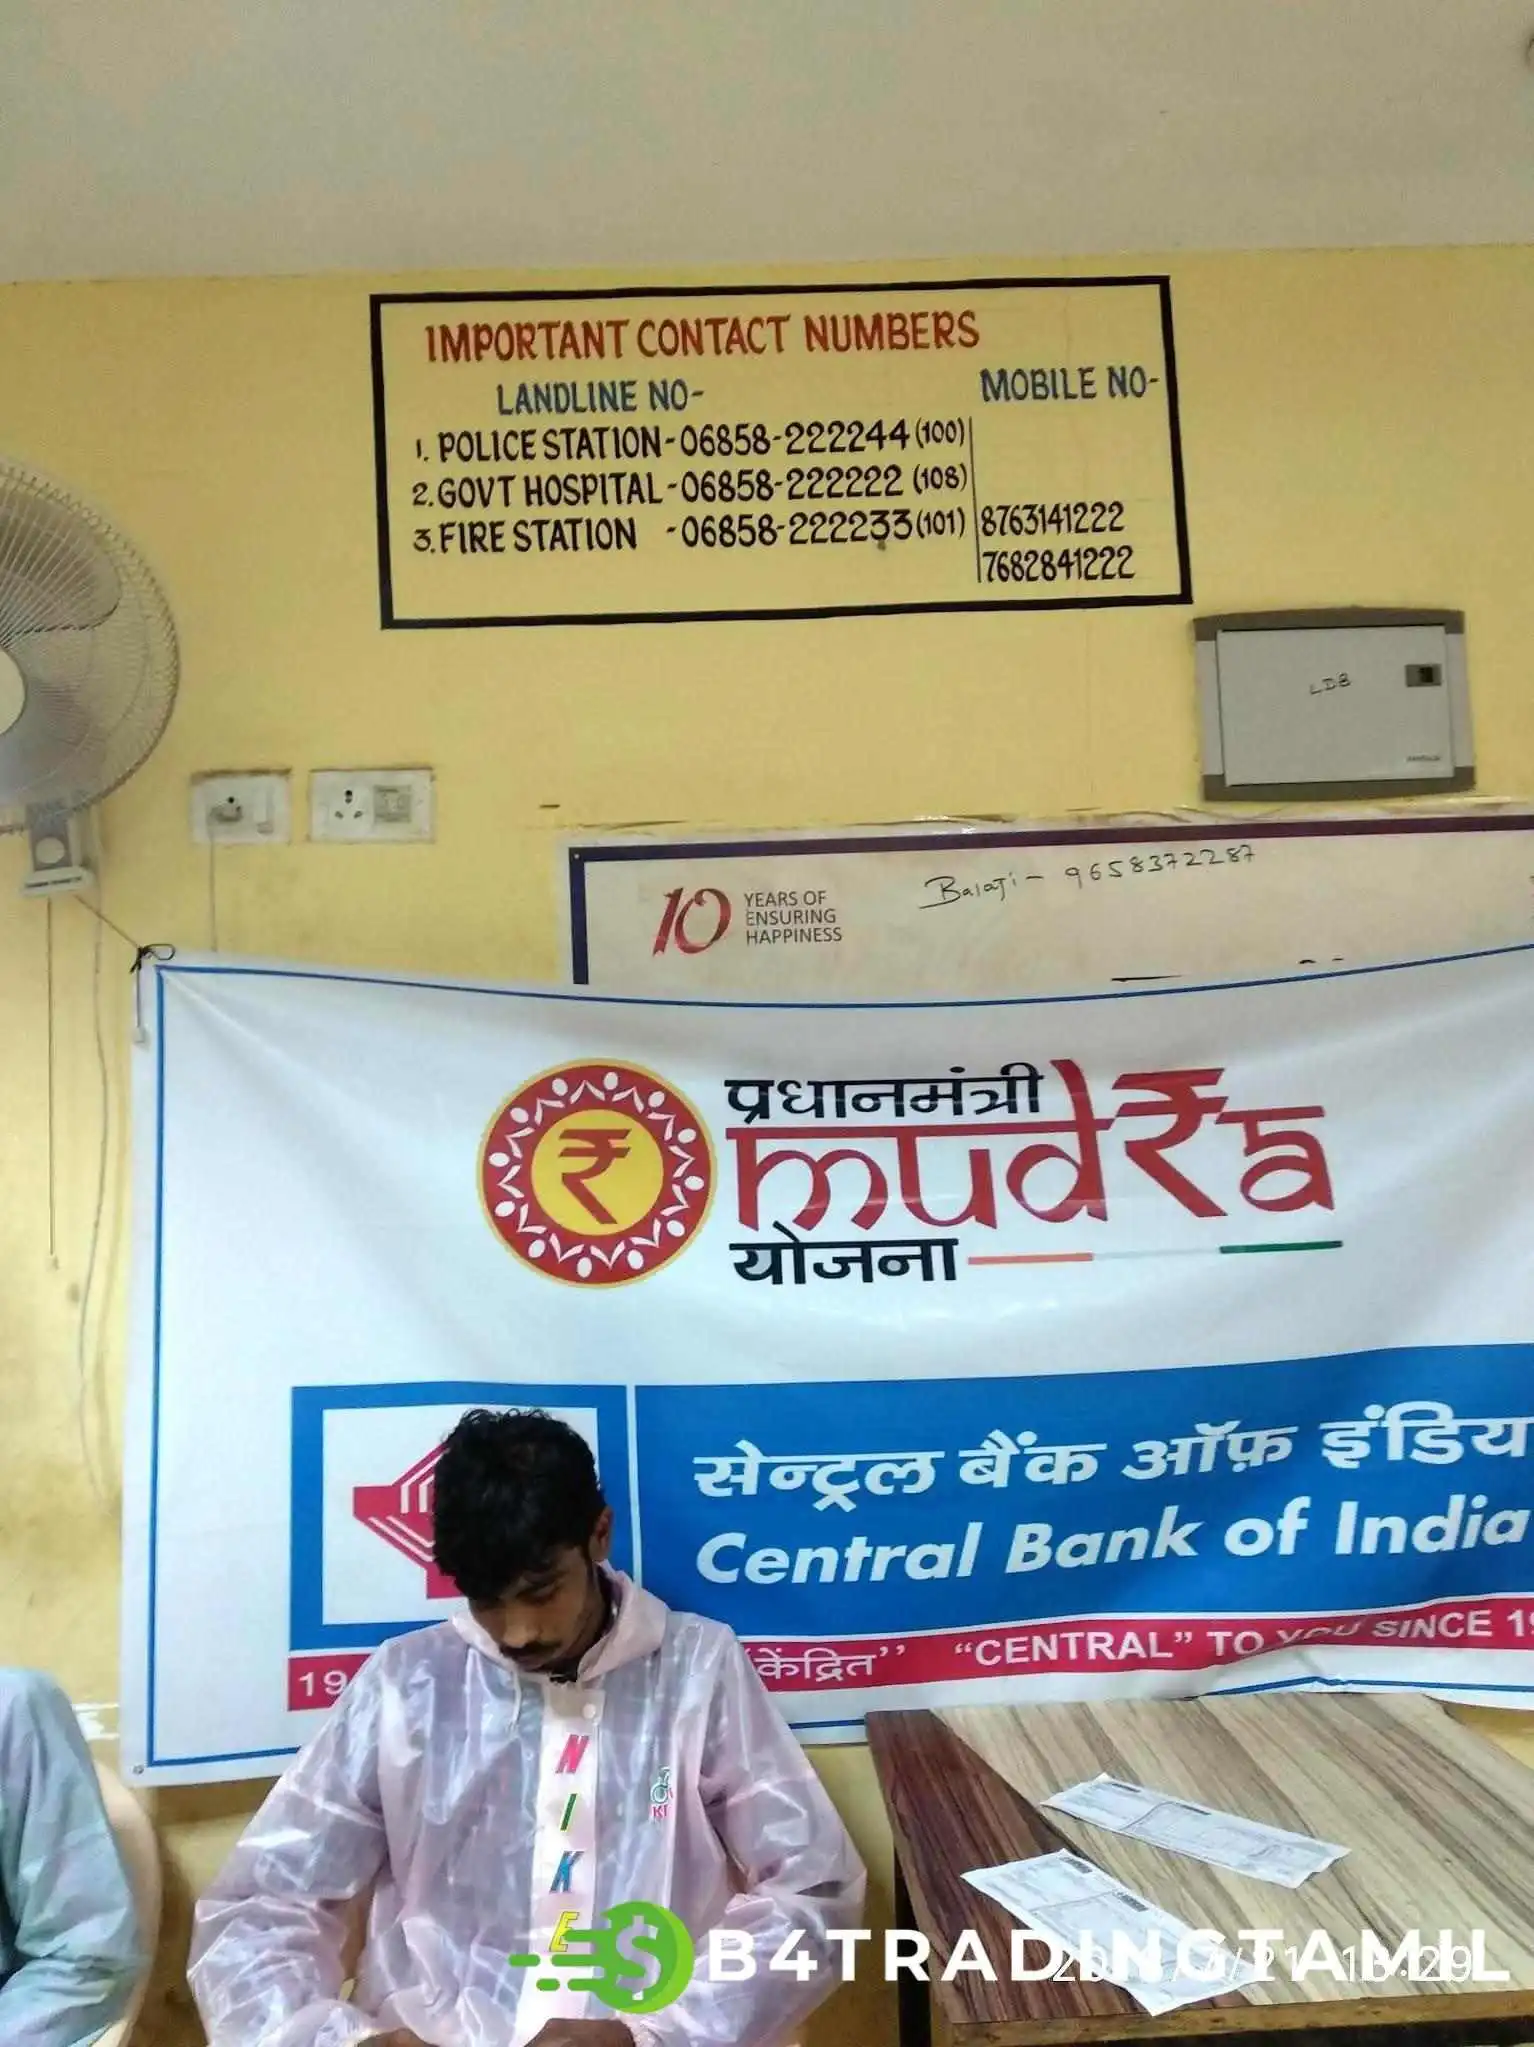 IMPORTANT CONTACT NUMBERS
LANDLINE NO-
MOBILE NO-
1. POLICE STATION - 06858-222244 (100)
2. GOVT HOSPITAL - 06858-222222 (108)
3. FIRE STATION - 06858-222233 (101) 8763141222
7682841222
LDB
Balaji - 9658372287
10 YEARS OF
ENSURING
HAPPINESS
प्रधानमंत्री
mudra
योजना
सेन्ट्रल बैंक ऑफ़ इंडिय
Central Bank of India
19
केंद्रित’’ “CENTRAL” TO YOU SINCE 19
NIKE
B4TRADINGTAMIL